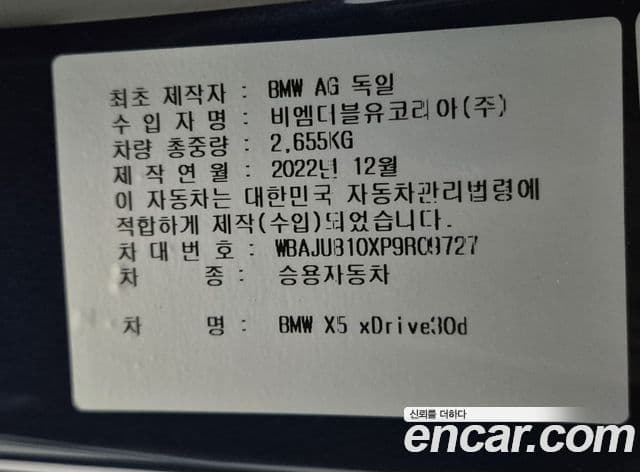 최초 제작자 : BMW AG 독일
수 입 자 명 : 비엠더블유코리아(주)
차량 총중량 : 2,655KG
제 작 연 월 : 2022년 12월
이 자동차는 대한민국 자동차관리법령에
적합하게 제작(수입)되었습니다.
차 대 번 호 : WBAJU810XP9R09727
차 종 : 승용자동차
차 명 : BMW X5 xDrive30d
신뢰를 더하다
encar.com